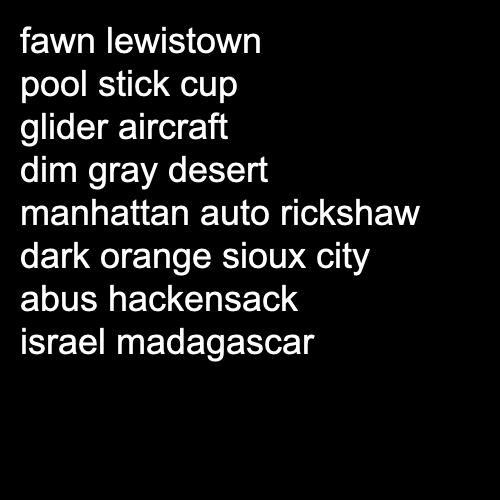 fawn lewistown
pool stick cup
glider aircraft
dim gray desert
manhattan auto rickshaw
dark orange sioux city
abus hackensack
israel madagascar